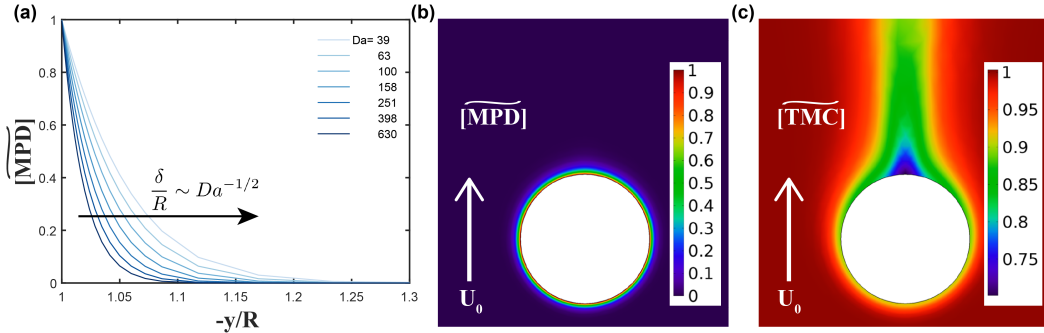 (a)
1
0.8
0.6
0.4
0.2
0
[MPD]
Da= 39
63
100
158
251
398
630
δ/R ~ Da^{-1/2}
1 1.05 1.1 1.15 1.2 1.25 1.3
-y/R
(b)
[MPD]
U₀
1
0.9
0.8
0.7
0.6
0.5
0.4
0.3
0.2
0.1
0
(c)
[TMC]
U₀
1
0.95
0.9
0.85
0.8
0.75